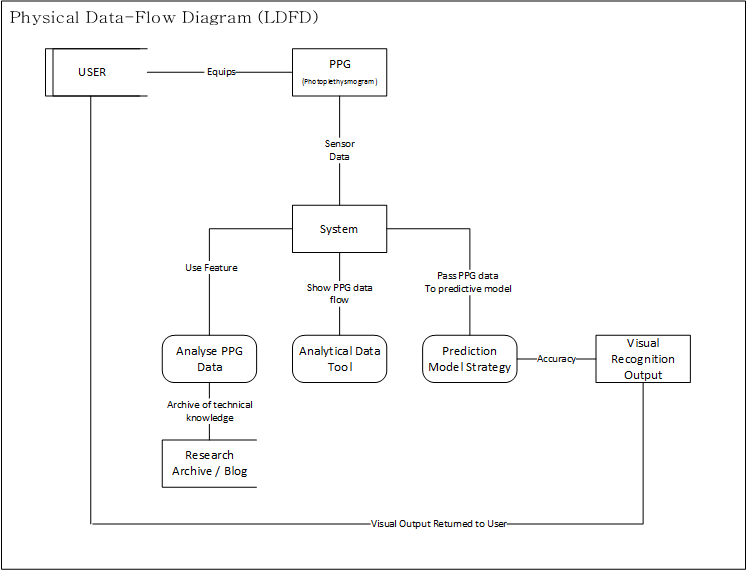 Physical Data-Flow Diagram (LDFD)
USER
Equips
PPG
(Photoplethysmogram)
Sensor
Data
System
Use Feature
Show PPG data
flow
Pass PPG data
To predictive model
Analyse PPG
Data
Analytical Data
Tool
Prediction
Model Strategy
Accuracy
Visual
Recognition
Output
Archive of technical
knowledge
Research
Archive / Blog
Visual Output Returned to User